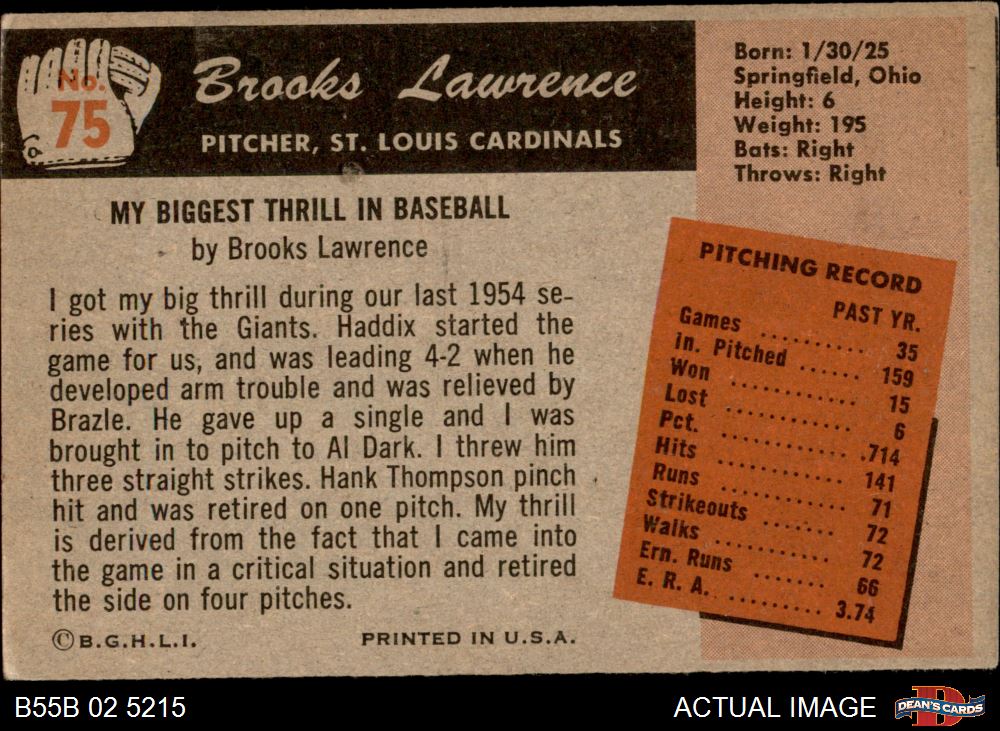 No.
75
Brooks Lawrence
PITCHER, ST. LOUIS CARDINALS
Born: 1/30/25
Springfield, Ohio
Height: 6
Weight: 195
Bats: Right
Throws: Right
MY BIGGEST THRILL IN BASEBALL
by Brooks Lawrence
I got my big thrill during our last 1954 se-
ries with the Giants. Haddix started the
game for us, and was leading 4-2 when he
developed arm trouble and was relieved by
Brazle. He gave up a single and I was
brought in to pitch to Al Dark. I threw him
three straight strikes. Hank Thompson pinch
hit and was retired on one pitch. My thrill
is derived from the fact that I came into
the game in a critical situation and retired
the side on four pitches.
©B.G.H.L.I. PRINTED IN U.S.A.
PITCHING RECORD
PAST YR.
Games .......... 35
in. Pitched ...... 159
Won ............ 15
Lost ............ 6
Pct. ............ .714
Hits ............ 141
Runs ............ 71
Strikeouts ....... 72
Walks ........... 72
Ern. Runs ....... 66
E. R. A. .......... 3.74
B55B 02 5215
ACTUAL IMAGE
D
DEAN'S CARDS